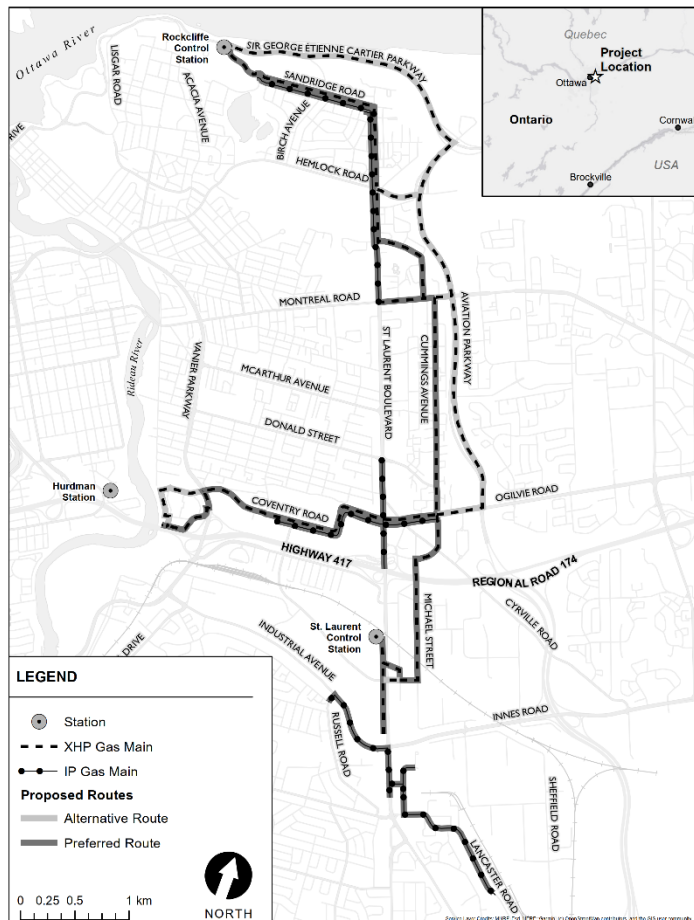 Ottawa River
LISGAR ROAD
ACACIA AVENUE
Rockcliffe
Control
Station
SIR GEORGE ÉTIENNE CARTIER PARKWAY
SANDRIDGE ROAD
BIRCH AVENUE
HEMLOCK ROAD
Quebec
Project
Location
Ottawa
Ontario
Cornwal
USA
Brockville
RIVE
MONTREAL ROAD
AVIATION PARKWAY
ST LAURENT BOULEVARD
CUMMINGS AVENUE
Rideau River
VANIER PARKWAY
MCARTHUR AVENUE
DONALD STREET
Hurdman
Station
COVENTRY ROAD
OGILVIE ROAD
HIGHWAY 417
REGIONAL ROAD 174
CYRVILLE ROAD
MICHAEL STREET
St. Laurent
Control
Station
INDUSTRIAL AVENUE
DRIVE
RUSSELL ROAD
INNES ROAD
SHEFFIELD ROAD
LANCASTER ROAD
LEGEND
Station
XHP Gas Main
IP Gas Main
Proposed Routes
Alternative Route
Preferred Route
0 0.25 0.5 1 km
NORTH